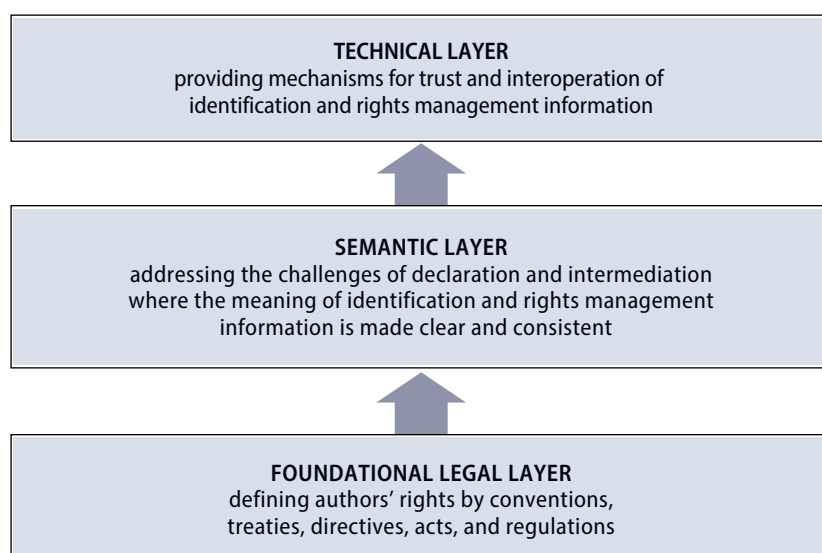 TECHNICAL LAYER
providing mechanisms for trust and interoperation of
identification and rights management information
SEMANTIC LAYER
addressing the challenges of declaration and intermediation
where the meaning of identification and rights management
information is made clear and consistent
FOUNDATIONAL LEGAL LAYER
defining authors’ rights by conventions,
treaties, directives, acts, and regulations